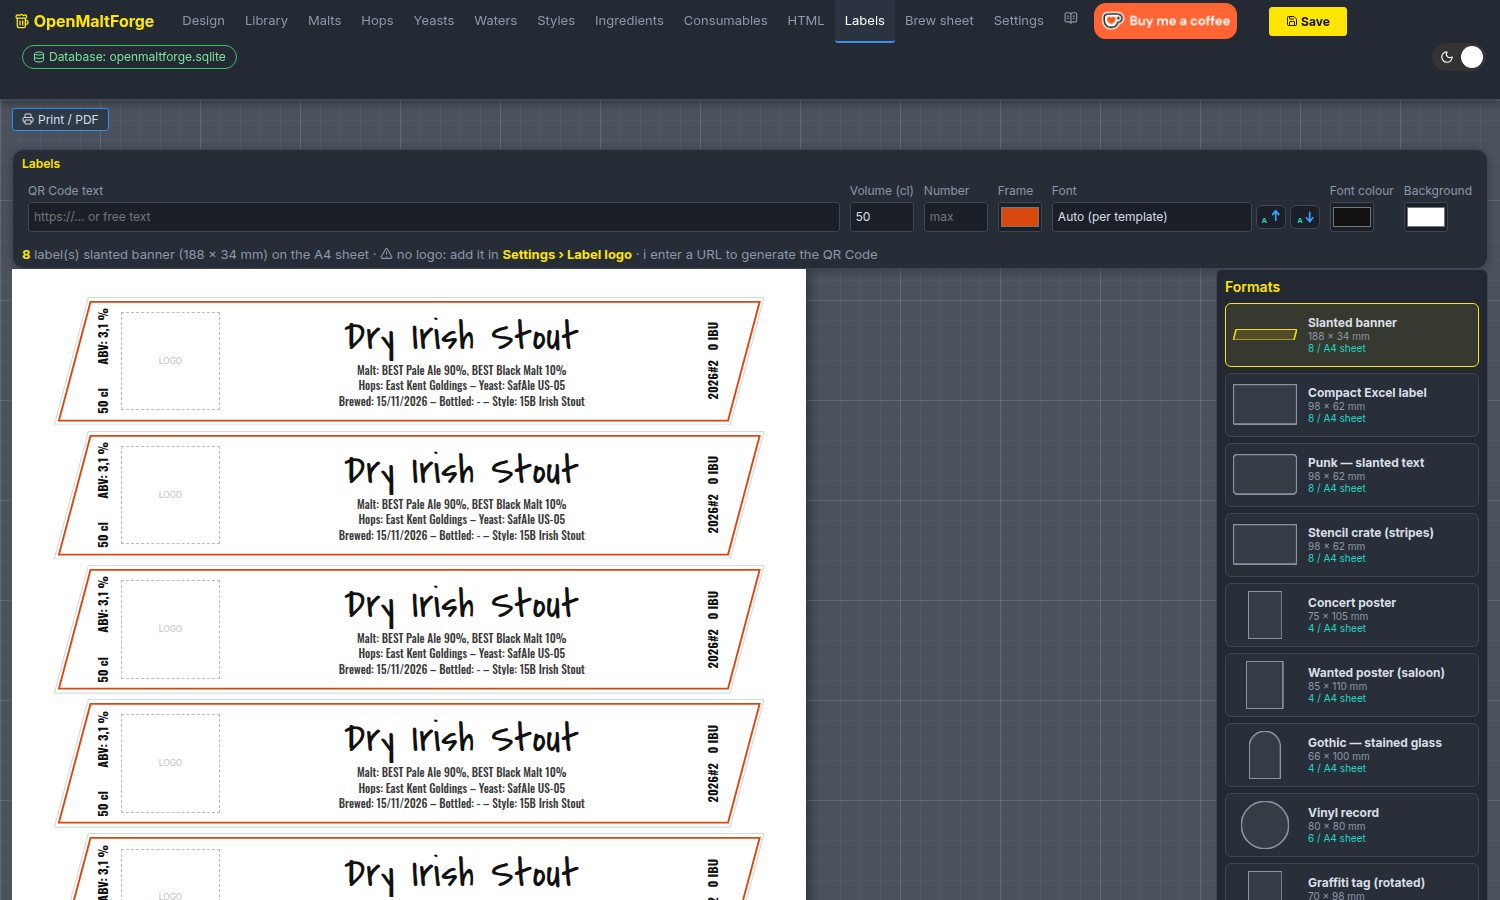 OpenMaltForge
Design
Library
Malts
Hops
Yeasts
Waters
Styles
Ingredients
Consumables
HTML
Labels
Brew sheet
Settings
Buy me a coffee
Save
Database: openmaltforge.sqlite
Print / PDF
Labels
QR Code text
Volume (cl)
Number
Frame
Font
Font colour
Background
https://... or free text
50
max
Auto (per template)
A
A
8 label(s) slanted banner (188 × 34 mm) on the A4 sheet · ⚠ no logo: add it in Settings › Label logo · i enter a URL to generate the QR Code
50 cl ABV: 3,1 %
LOGO
Dry Irish Stout
Malt: BEST Pale Ale 90%, BEST Black Malt 10%
Hops: East Kent Goldings – Yeast: SafAle US-05
Brewed: 15/11/2026 – Bottled: - – Style: 15B Irish Stout
2026#2 0 IBU
50 cl ABV: 3,1 %
LOGO
Dry Irish Stout
Malt: BEST Pale Ale 90%, BEST Black Malt 10%
Hops: East Kent Goldings – Yeast: SafAle US-05
Brewed: 15/11/2026 – Bottled: - – Style: 15B Irish Stout
2026#2 0 IBU
50 cl ABV: 3,1 %
LOGO
Dry Irish Stout
Malt: BEST Pale Ale 90%, BEST Black Malt 10%
Hops: East Kent Goldings – Yeast: SafAle US-05
Brewed: 15/11/2026 – Bottled: - – Style: 15B Irish Stout
2026#2 0 IBU
50 cl ABV: 3,1 %
LOGO
Dry Irish Stout
Malt: BEST Pale Ale 90%, BEST Black Malt 10%
Hops: East Kent Goldings – Yeast: SafAle US-05
Brewed: 15/11/2026 – Bottled: - – Style: 15B Irish Stout
2026#2 0 IBU
ABV: 3,1 %
LOGO
Dry Irish Stout
0 IBU
Formats
Slanted banner
188 × 34 mm
8 / A4 sheet
Compact Excel label
98 × 62 mm
8 / A4 sheet
Punk — slanted text
98 × 62 mm
8 / A4 sheet
Stencil crate (stripes)
98 × 62 mm
8 / A4 sheet
Concert poster
75 × 105 mm
4 / A4 sheet
Wanted poster (saloon)
85 × 110 mm
4 / A4 sheet
Gothic — stained glass
66 × 100 mm
4 / A4 sheet
Vinyl record
80 × 80 mm
6 / A4 sheet
Graffiti tag (rotated)
70 × 98 mm